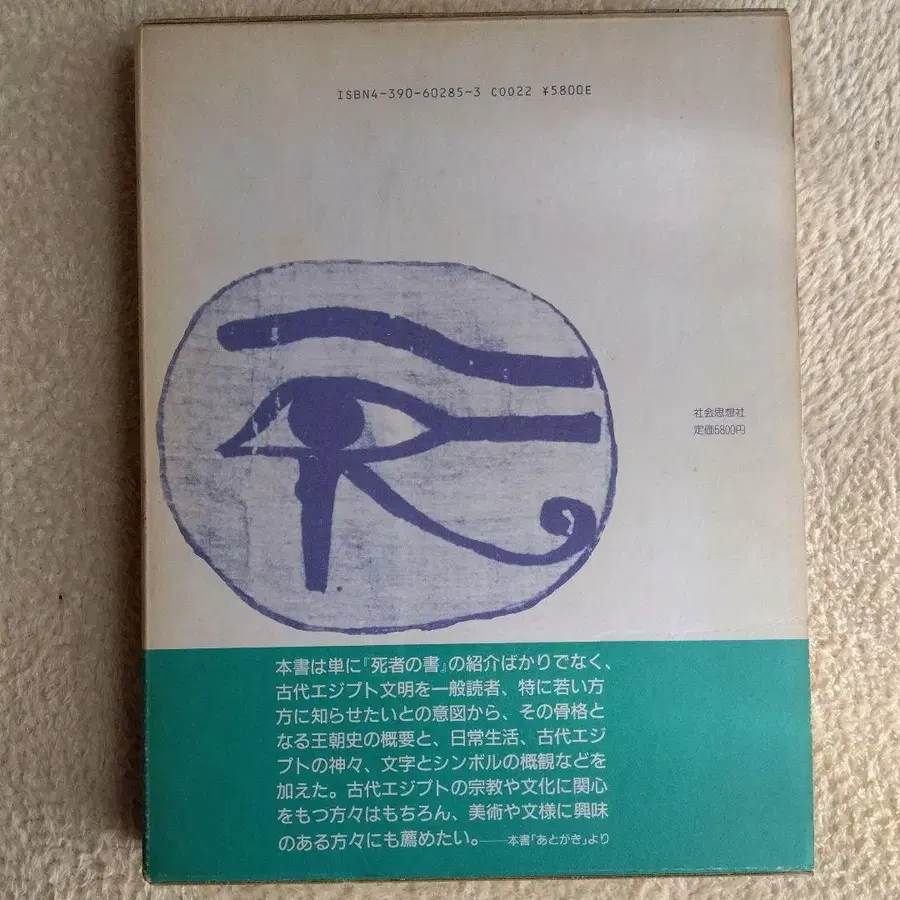 ISBN4-390-60285-3 C0022 ¥5800E
社会思想社
定価5800円
本書は単に『死者の書』の紹介ばかりでなく、
古代エジプト文明を一般読者、特に若い方
方に知らせたいとの意図から、その骨格と
なる王朝史の概要と、日常生活、古代エジ
プトの神々、文字とシンボルの概観などを
加えた。古代エジプトの宗教や文化に関心
をもつ方々はもちろん、美術や文様に興味
のある方々にも薦めたい。──本書「あとがき」より